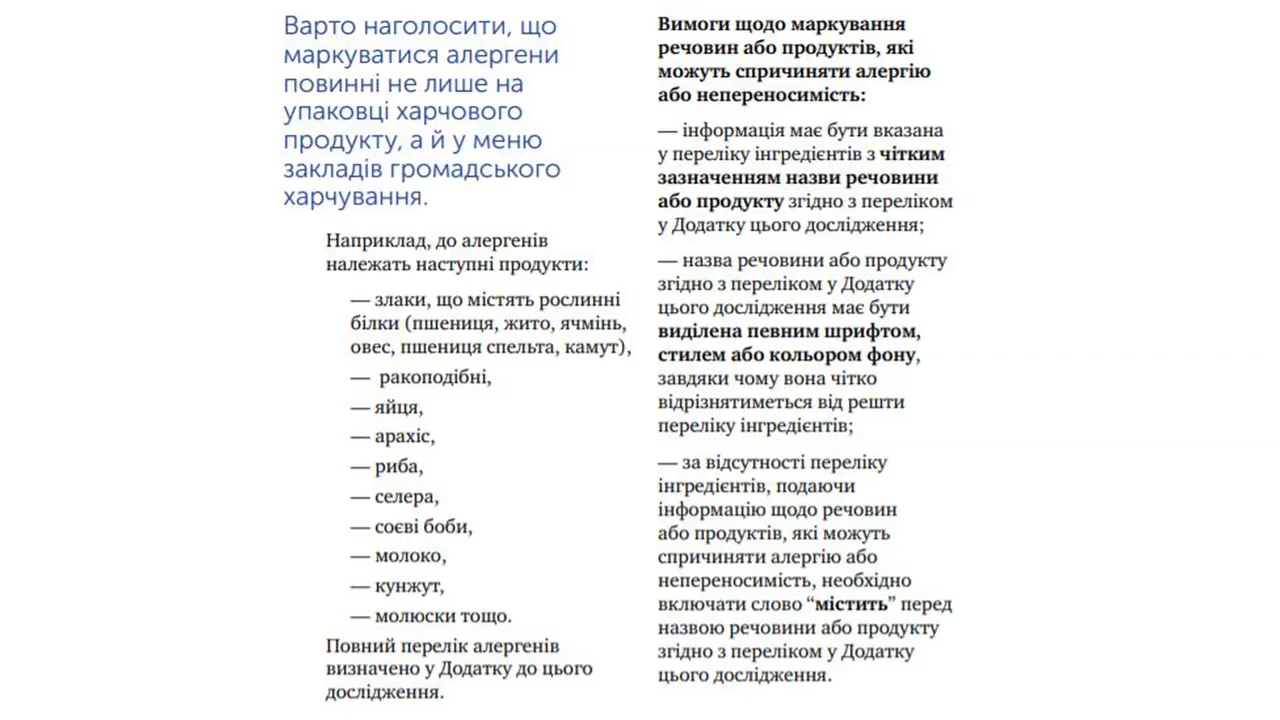 Варто наголосити, що
маркуватися алергени
повинні не лише на
упаковці харчового
продукту, а й у меню
закладів громадського
харчування.
Наприклад, до алергенів
належать наступні продукти:
— злаки, що містять рослинні
білки (пшениця, жито, ячмінь,
овес, пшениця спельта, камут),
— ракоподібні,
— яйця,
— арахіс,
— риба,
— селера,
— соєві боби,
— молоко,
— кунжут,
— молюски тощо.
Повний перелік алергенів
визначено у Додатку до цього
дослідження.
Вимоги щодо маркування
речовин або продуктів, які
можуть спричиняти алергію
або непереносимість:
— інформація має бути вказана
у переліку інгредієнтів з чітким
зазначенням назви речовини
або продукту згідно з переліком
у Додатку цього дослідження;
— назва речовини або продукту
згідно з переліком у Додатку
цього дослідження має бути
виділена певним шрифтом,
стилем або кольором фону,
завдяки чому вона чітко
відрізнятиметься від решти
переліку інгредієнтів;
— за відсутності переліку
інгредієнтів, подаючи
інформацію щодо речовин
або продуктів, які можуть
спричиняти алергію або
непереносимість, необхідно
включати слово “містить” перед
назвою речовини або продукту
згідно з переліком у Додатку
цього дослідження.